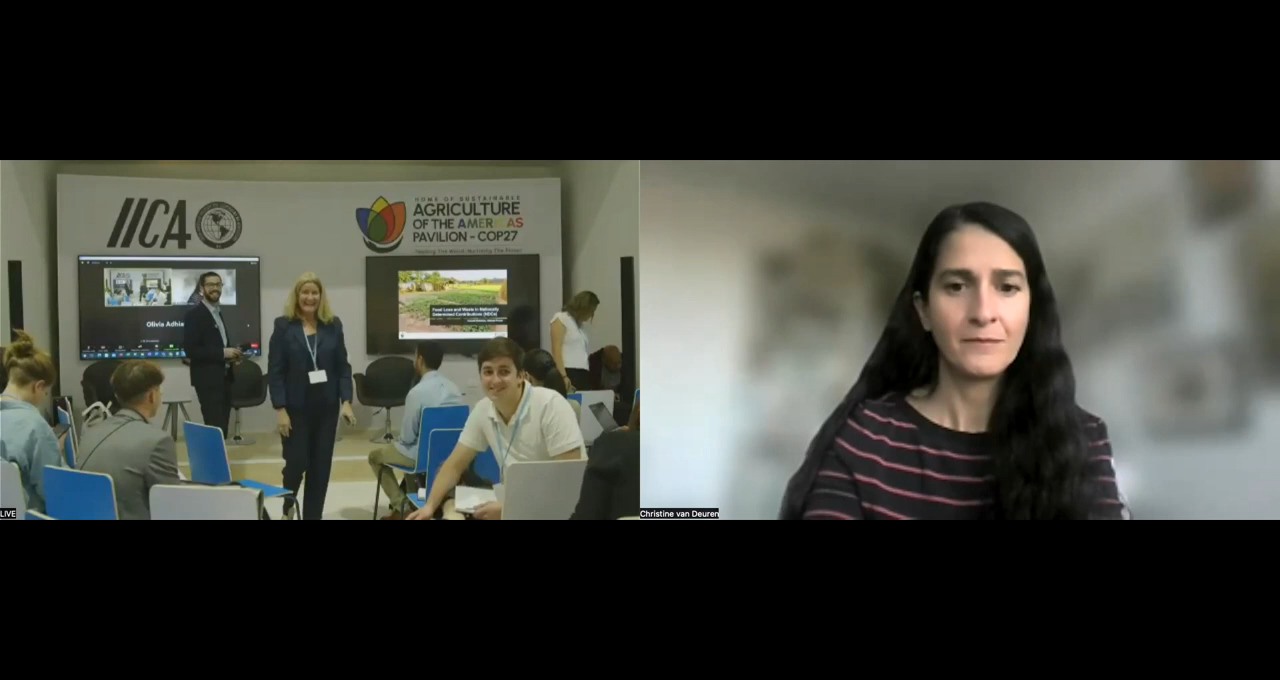 IICA
HOME OF SUSTAINABLE
AGRICULTURE
OF THE AMERICAS
PAVILION - COP27
Olivia Adhia
Food Loss and Waste in Nationally
Determined Contributions (NDCs)
LIVE
Christine van Deuren